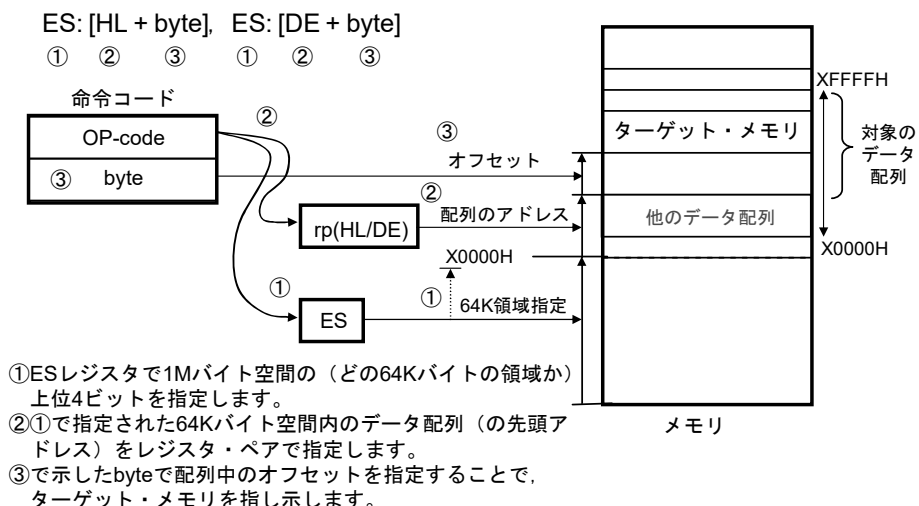 ES: [HL + byte],  ES: [DE + byte]
① ② ③ ① ② ③
命令コード
OP-code
③ byte
②
③
オフセット
②
rp(HL/DE)
配列のアドレス
X0000H
①
①
ES
64K領域指定
XFFFFH
ターゲット・メモリ
対象の
データ
配列
他のデータ配列
X0000H
メモリ
①ESレジスタで1Mバイト空間の（どの64Kバイトの領域か）
上位4ビットを指定します。
②①で指定された64Kバイト空間内のデータ配列（の先頭ア
ドレス）をレジスタ・ペアで指定します。
③で示したbyteで配列中のオフセットを指定することで,
ターゲット・メモリを指し示します。